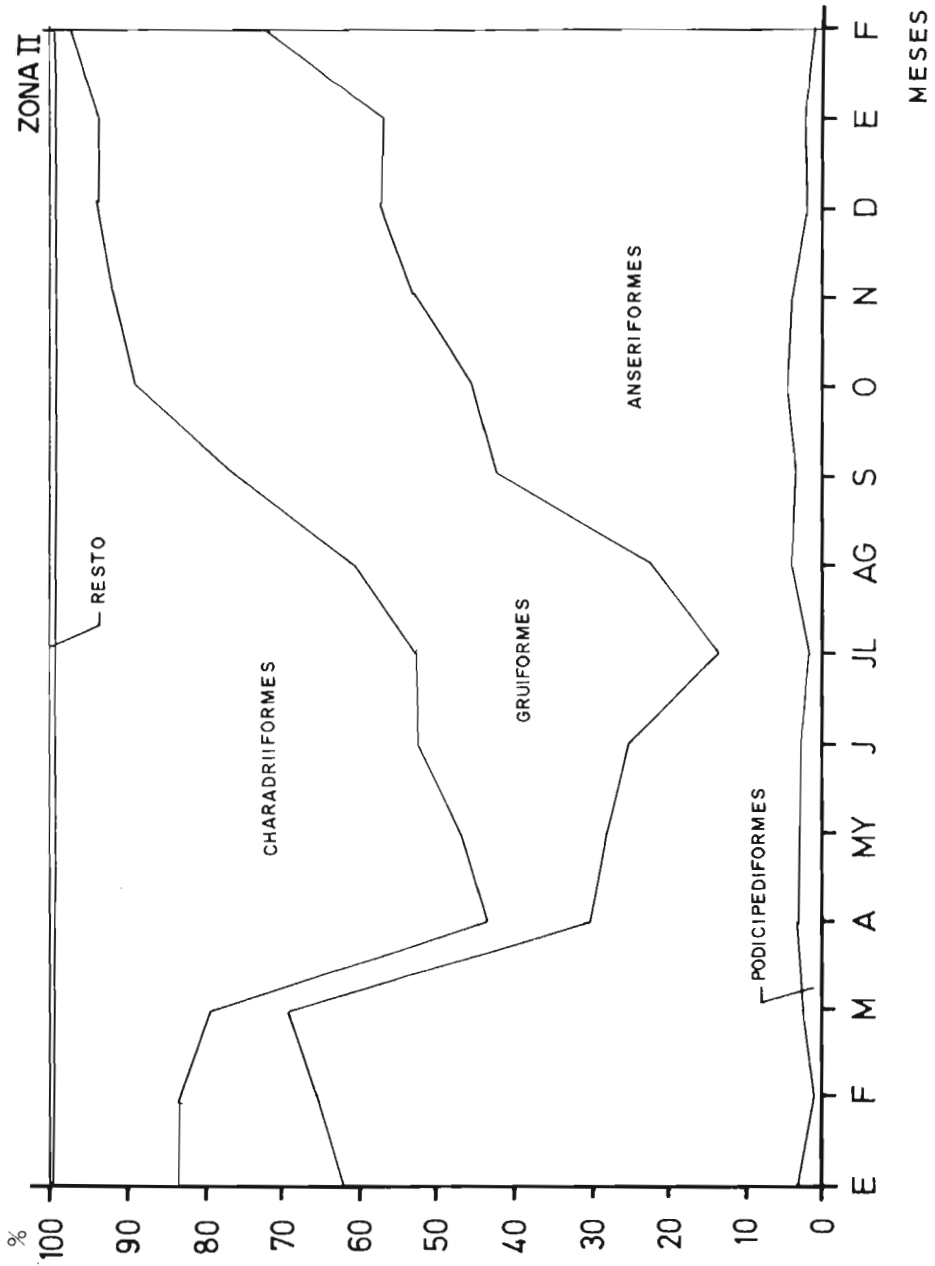 ZONA II
%
100
90
80
70
60
50
40
30
20
10
0
RESTO
CHARADRIIFORMES
GRUIFORMES
ANSERIFORMES
PODICIPEDIFORMES
E F M A MY J JL AG S O N D E F
MESES